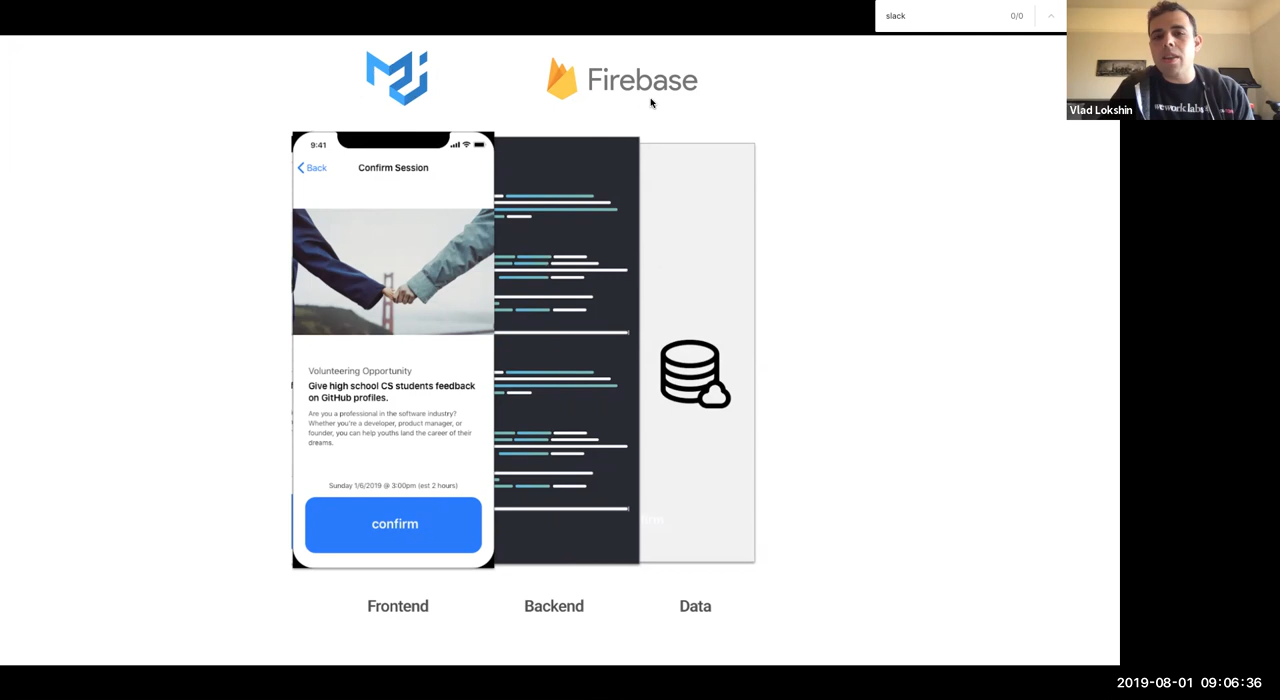 slack
0/0
Vlad Lokshin
we work labs
Firebase
9:41
Back
Confirm Session
Volunteering Opportunity
Give high school CS students feedback
on GitHub profiles.
Are you a professional in the software industry?
Whether you're a developer, product manager, or
founder, you can help youths land the career of their
dreams.
Sunday 1/6/2019 @ 3:00pm (est 2 hours)
confirm
Frontend
Backend
Data
2019-08-01 09:06:36